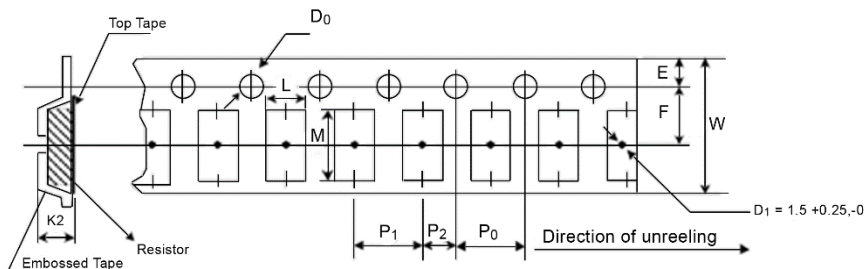 Top Tape
D0
E
L
F
W
M
K2
P1
P2
P0
D1 = 1.5 +0.25,-0
Direction of unreeling
Resistor
Embossed Tape